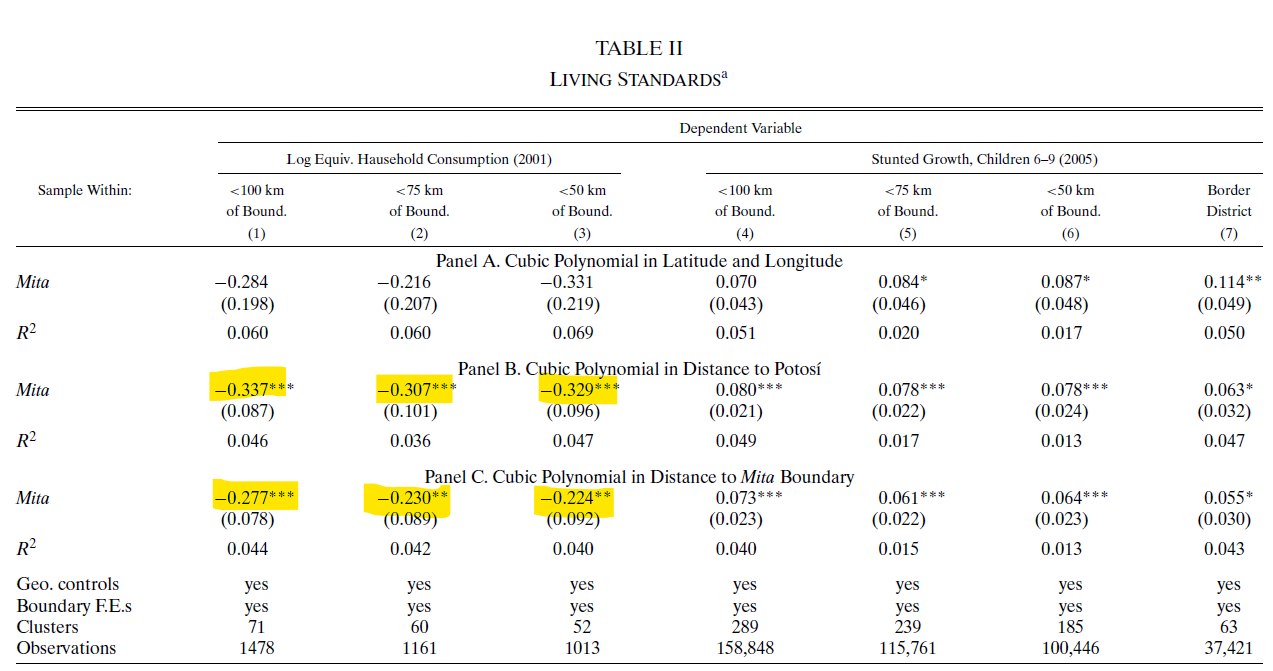 TABLE II
LIVING STANDARDSa
Dependent Variable
Log Equiv. Household Consumption (2001) Stunted Growth, Children 6–9 (2005)
Sample Within: <100 km <75 km <50 km <100 km <75 km <50 km Border
of Bound. of Bound. of Bound. of Bound. of Bound. of Bound. District
(1) (2) (3) (4) (5) (6) (7)
Panel A. Cubic Polynomial in Latitude and Longitude
Mita −0.284 −0.216 −0.331 0.070 0.084* 0.087* 0.114**
(0.198) (0.207) (0.219) (0.043) (0.046) (0.048) (0.049)
R2 0.060 0.060 0.069 0.051 0.020 0.017 0.050
Panel B. Cubic Polynomial in Distance to Potosí
Mita −0.337*** −0.307*** −0.329*** 0.080*** 0.078*** 0.078*** 0.063*
(0.087) (0.101) (0.096) (0.021) (0.022) (0.024) (0.032)
R2 0.046 0.036 0.047 0.049 0.017 0.013 0.047
Panel C. Cubic Polynomial in Distance to Mita Boundary
Mita −0.277*** −0.230** −0.224** 0.073*** 0.061*** 0.064*** 0.055*
(0.078) (0.089) (0.092) (0.023) (0.022) (0.023) (0.030)
R2 0.044 0.042 0.040 0.040 0.015 0.013 0.043
Geo. controls yes yes yes yes yes yes yes
Boundary F.E.s yes yes yes yes yes yes yes
Clusters 71 60 52 289 239 185 63
Observations 1478 1161 1013 158,848 115,761 100,446 37,421